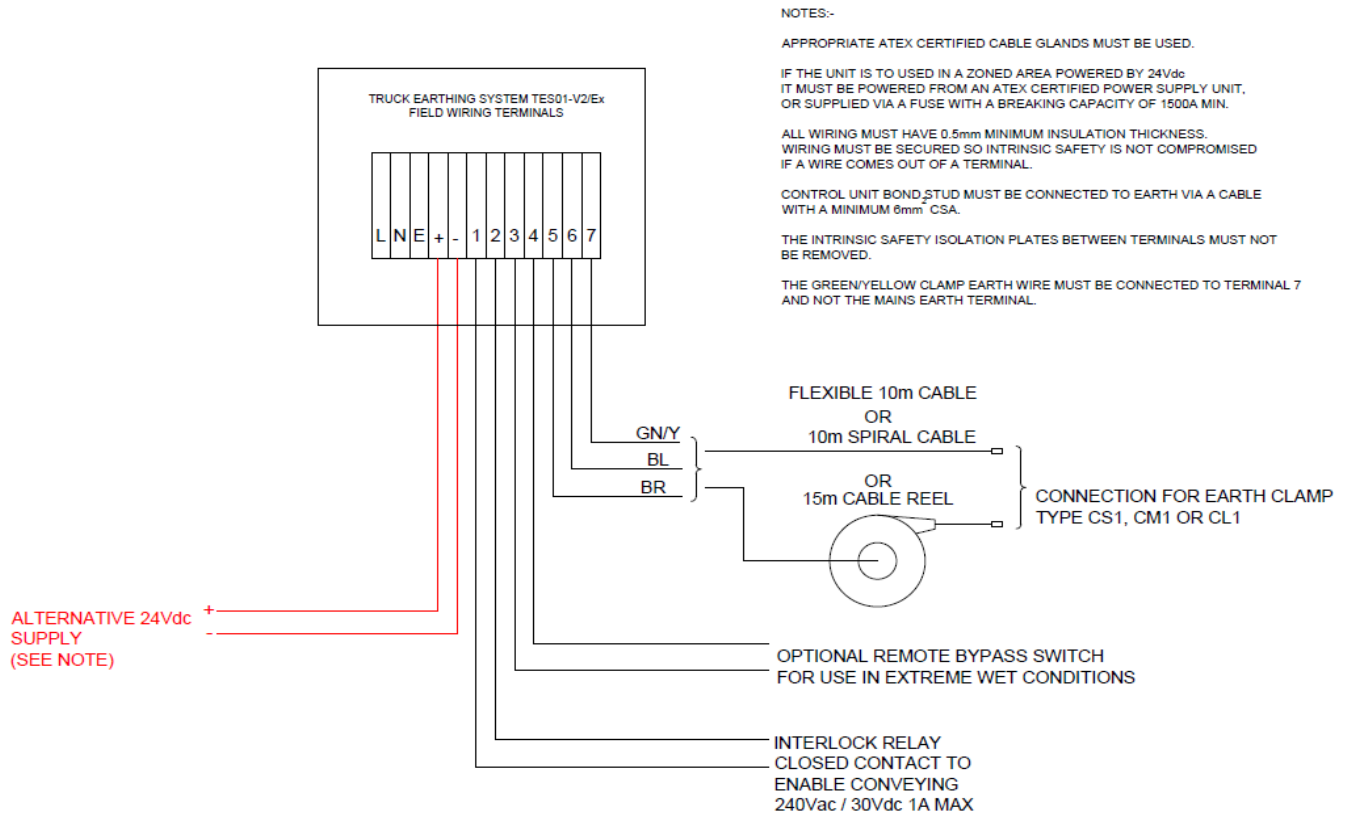 NOTES:-
APPROPRIATE ATEX CERTIFIED CABLE GLANDS MUST BE USED.
IF THE UNIT IS TO USED IN A ZONED AREA POWERED BY 24Vdc
IT MUST BE POWERED FROM AN ATEX CERTIFIED POWER SUPPLY UNIT,
OR SUPPLIED VIA A FUSE WITH A BREAKING CAPACITY OF 1500A MIN.
ALL WIRING MUST HAVE 0.5mm MINIMUM INSULATION THICKNESS.
WIRING MUST BE SECURED SO INTRINSIC SAFETY IS NOT COMPROMISED
IF A WIRE COMES OUT OF A TERMINAL.
CONTROL UNIT BOND STUD MUST BE CONNECTED TO EARTH VIA A CABLE
WITH A MINIMUM 6mm² CSA.
THE INTRINSIC SAFETY ISOLATION PLATES BETWEEN TERMINALS MUST NOT
BE REMOVED.
THE GREEN/YELLOW CLAMP EARTH WIRE MUST BE CONNECTED TO TERMINAL 7
AND NOT THE MAINS EARTH TERMINAL.
TRUCK EARTHING SYSTEM TES01-V2/Ex
FIELD WIRING TERMINALS
L N E + - 1 2 3 4 5 6 7
GN/Y
BL
BR
FLEXIBLE 10m CABLE
OR
10m SPIRAL CABLE
OR
15m CABLE REEL
CONNECTION FOR EARTH CLAMP
TYPE CS1, CM1 OR CL1
ALTERNATIVE 24Vdc +
SUPPLY -
(SEE NOTE)
OPTIONAL REMOTE BYPASS SWITCH
FOR USE IN EXTREME WET CONDITIONS
INTERLOCK RELAY
CLOSED CONTACT TO
ENABLE CONVEYING
240Vac / 30Vdc 1A MAX